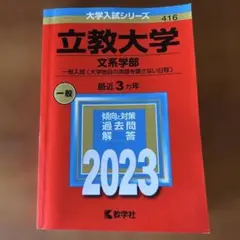 大学入試シリーズ
416
立教大学
文系学部
一般入試〈大学独自の英語を課さない日程〉
最近3カ年
一般
傾向と対策
過去問
解答
2023
教学社